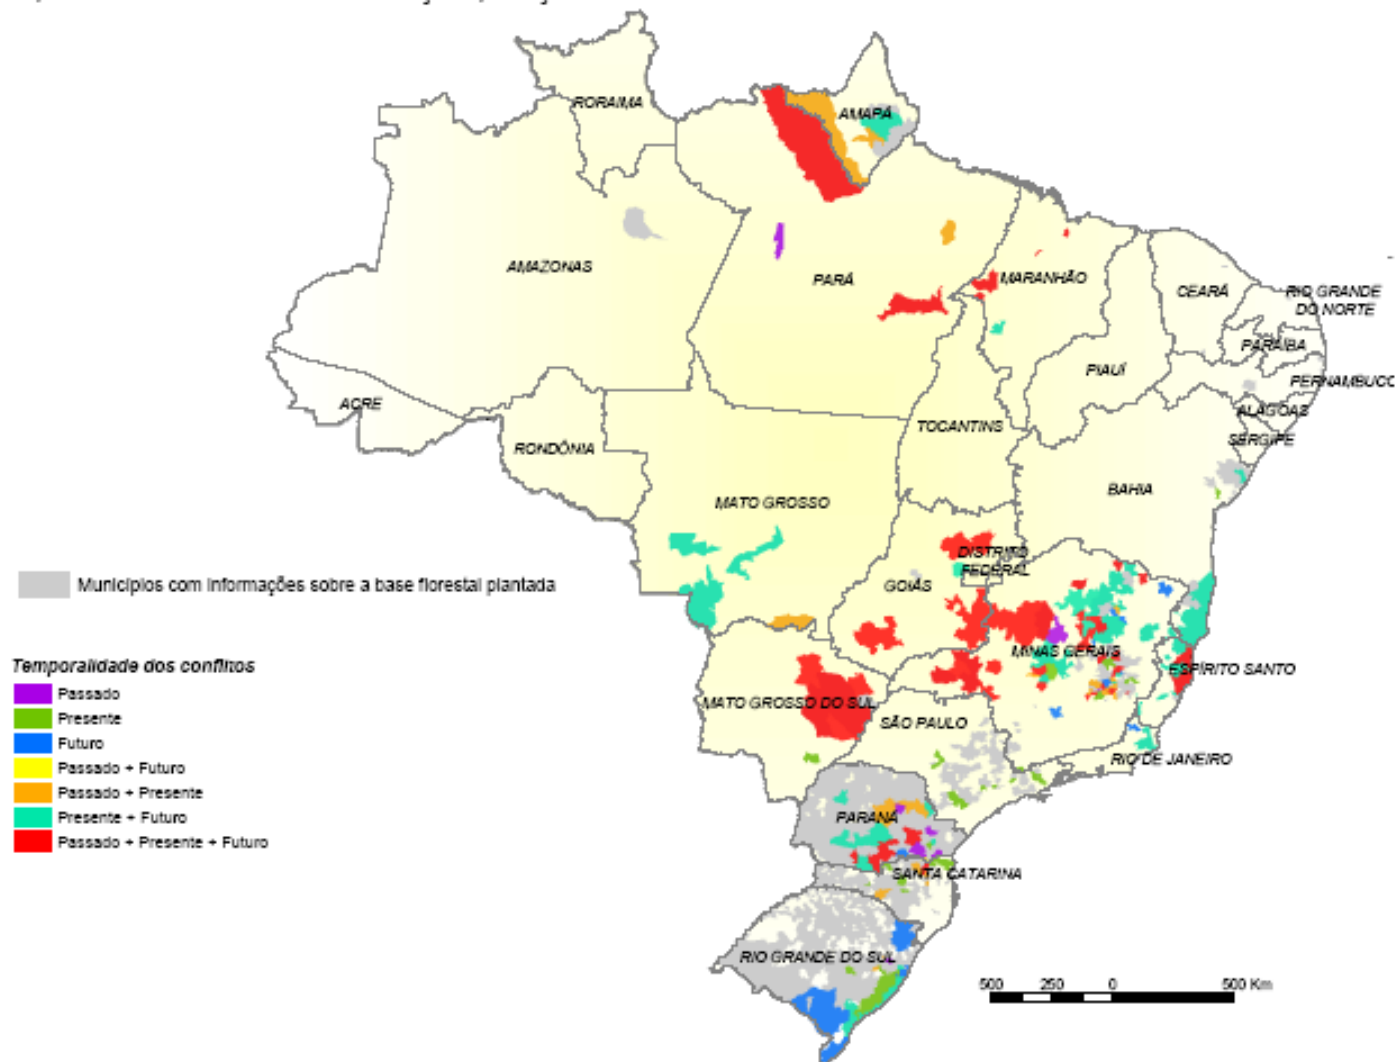 RORAIMA
AMAPÁ
AMAZONAS
PARÁ
MARANHÃO
CEARÁ
RIO GRANDE
DO NORTE
PARAÍBA
PIAUÍ
PERNAMBUCO
ACRE
ALAGOAS
TOCANTINS
SERGIPE
RONDÔNIA
BAHIA
MATO GROSSO
DISTRITO
FEDERAL
GOIÁS
Municípios com informações sobre a base florestal plantada
MINAS GERAIS
ESPÍRITO SANTO
Temporalidade dos conflitos
Passado
Presente
Futuro
Passado + Futuro
Passado + Presente
Presente + Futuro
Passado + Presente + Futuro
MATO GROSSO DO SUL
SÃO PAULO
RIO DE JANEIRO
PARANÁ
SANTA CATARINA
RIO GRANDE DO SUL
500 250 0 500 Km